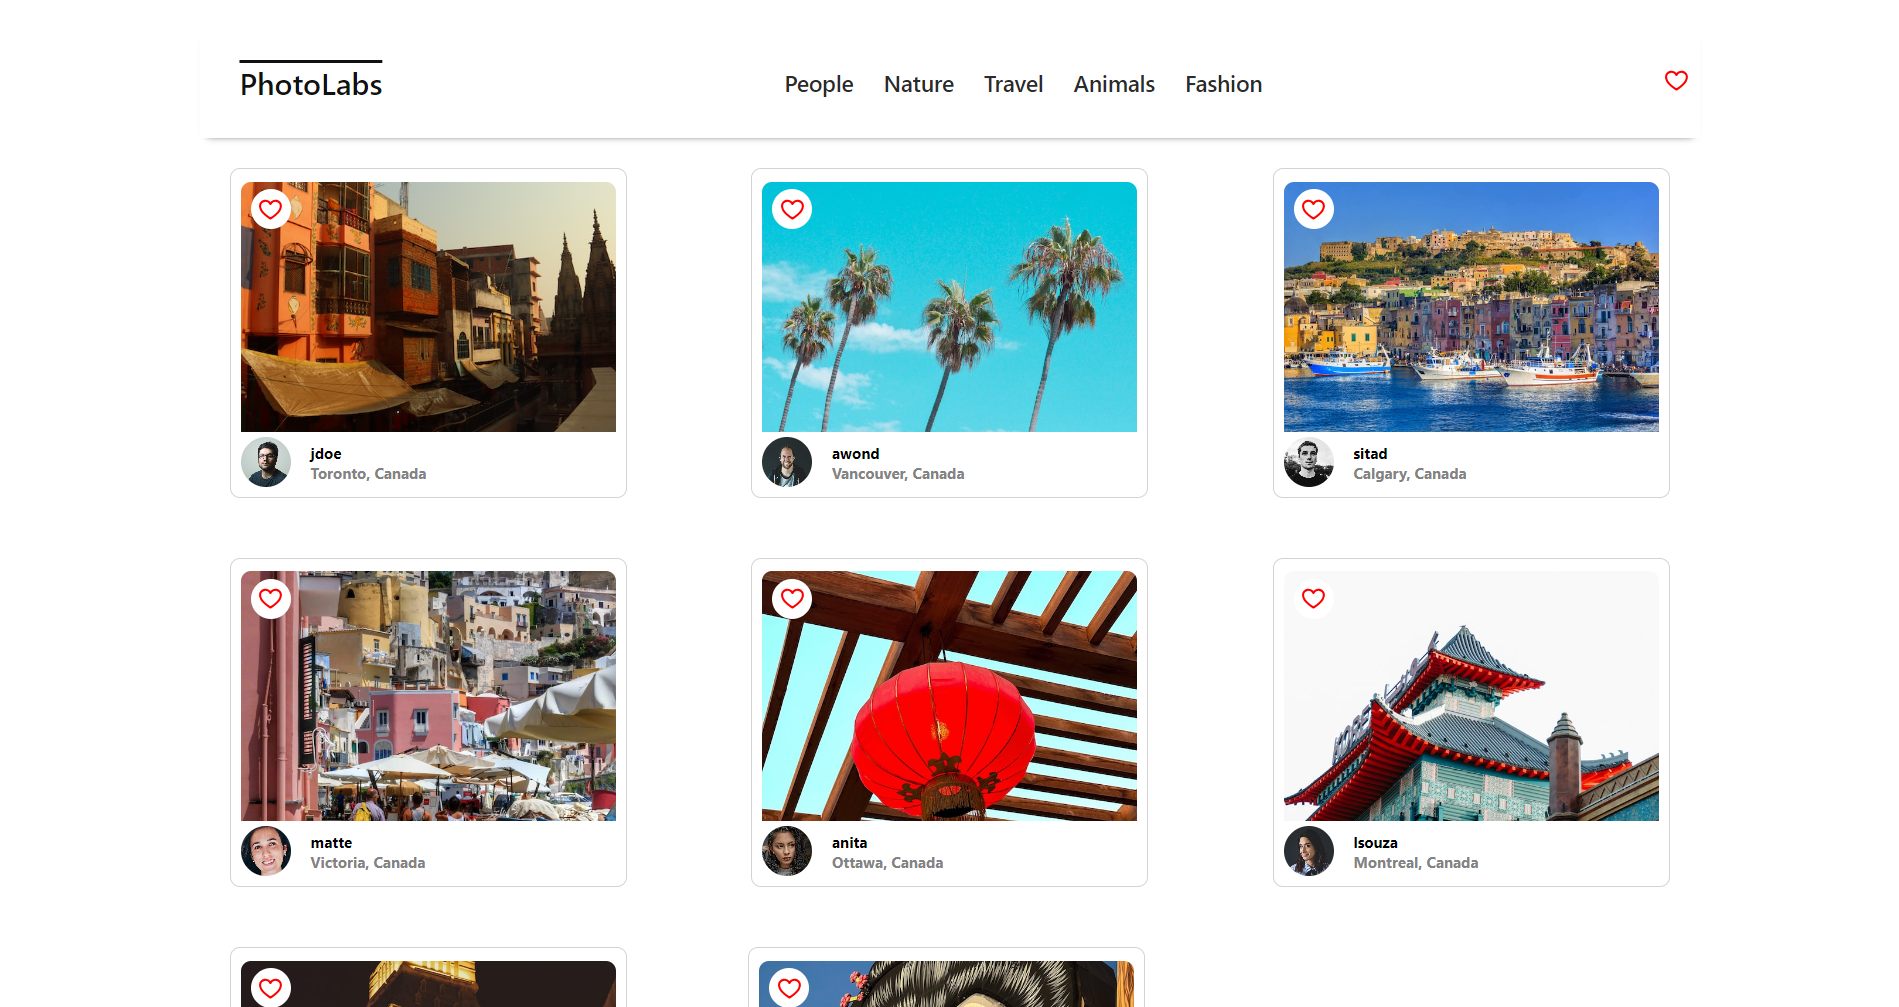 PhotoLabs
People Nature Travel Animals Fashion
jdoe
Toronto, Canada
awond
Vancouver, Canada
sitad
Calgary, Canada
matte
Victoria, Canada
anita
Ottawa, Canada
lsouza
Montreal, Canada